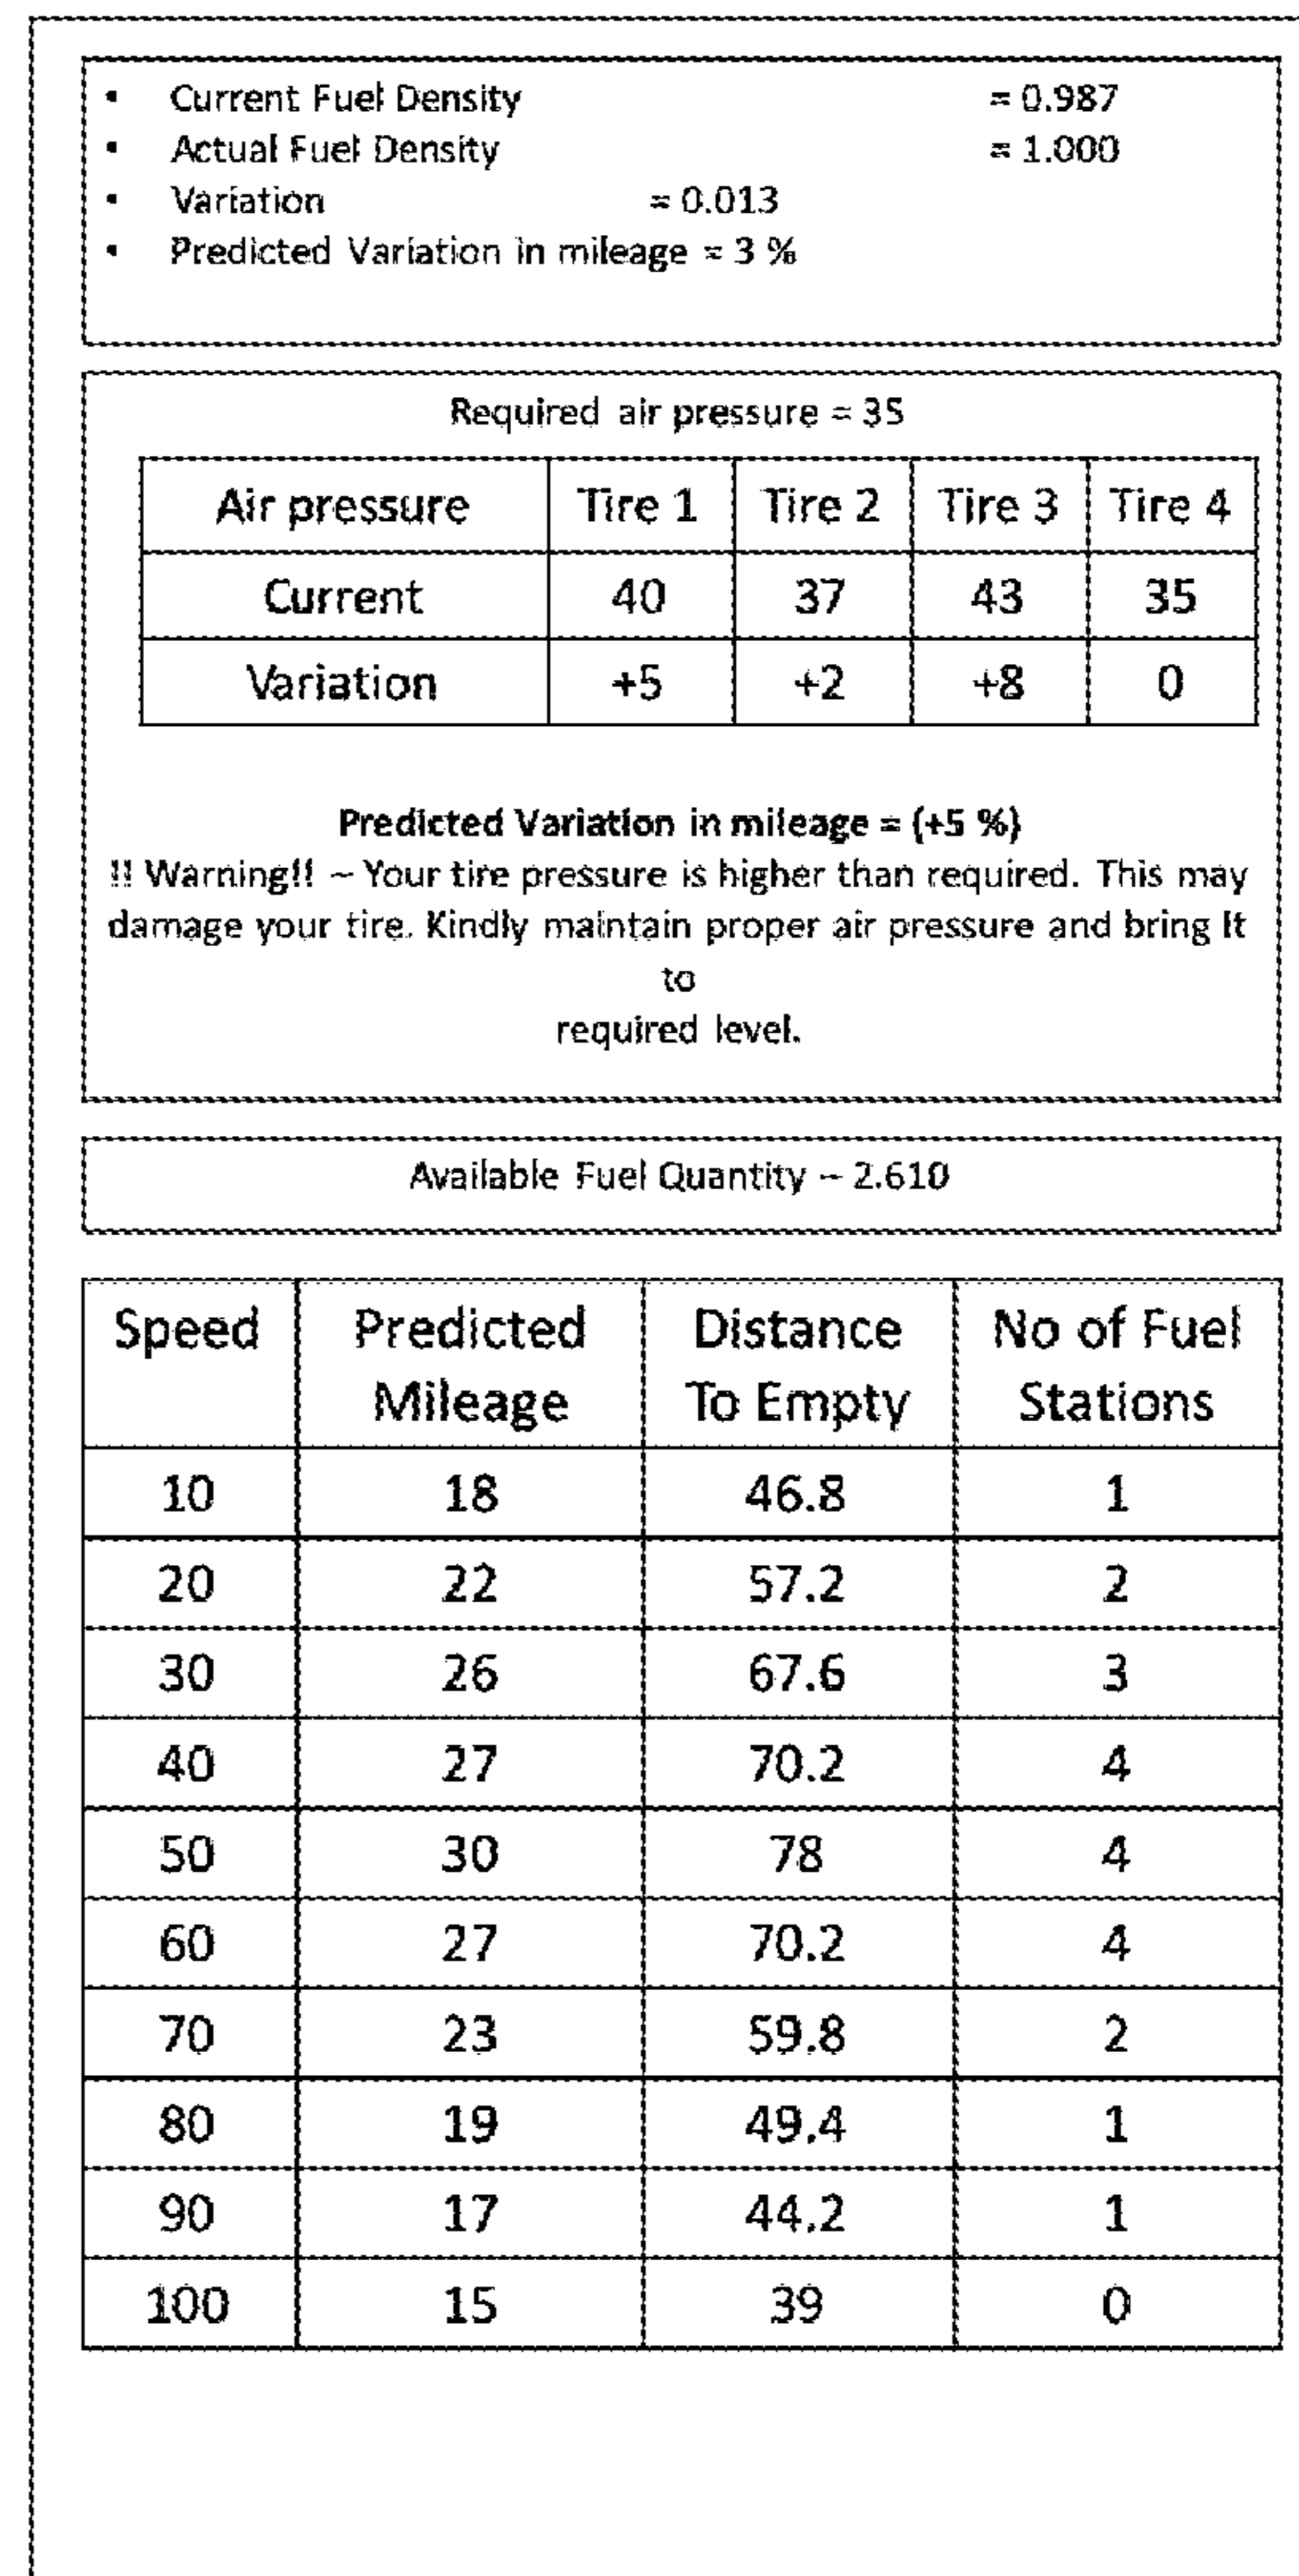 • Current Fuel Density = 0.987
• Actual Fuel Density = 1.000
• Variation = 0.013
• Predicted Variation in mileage = 3 %
Required air pressure = 35
Air pressure Tire 1 Tire 2 Tire 3 Tire 4
Current 40 37 43 35
Variation +5 +2 +8 0
Predicted Variation in mileage = (+5 %)
!! Warning!! – Your tire pressure is higher than required. This may
damage your tire. Kindly maintain proper air pressure and bring it
to
required level.
Available Fuel Quantity – 2.610
Speed Predicted Distance No of Fuel
Mileage To Empty Stations
10 18 46.8 1
20 22 57.2 2
30 26 67.6 3
40 27 70.2 4
50 30 78 4
60 27 70.2 4
70 23 59.8 2
80 19 49.4 1
90 17 44.2 1
100 15 39 0